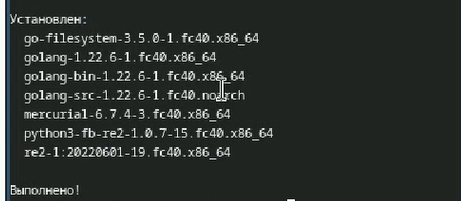 Установлен:
go-filesystem-3.5.0-1.fc40.x86_64
golang-1.22.6-1.fc40.x86_64
golang-bin-1.22.6-1.fc40.x86_64
golang-src-1.22.6-1.fc40.noarch
mercurial-6.7.4-3.fc40.x86_64
python3-fb-re2-1.0.7-15.fc40.x86_64
re2-1:20220601-19.fc40.x86_64
Выполнено!